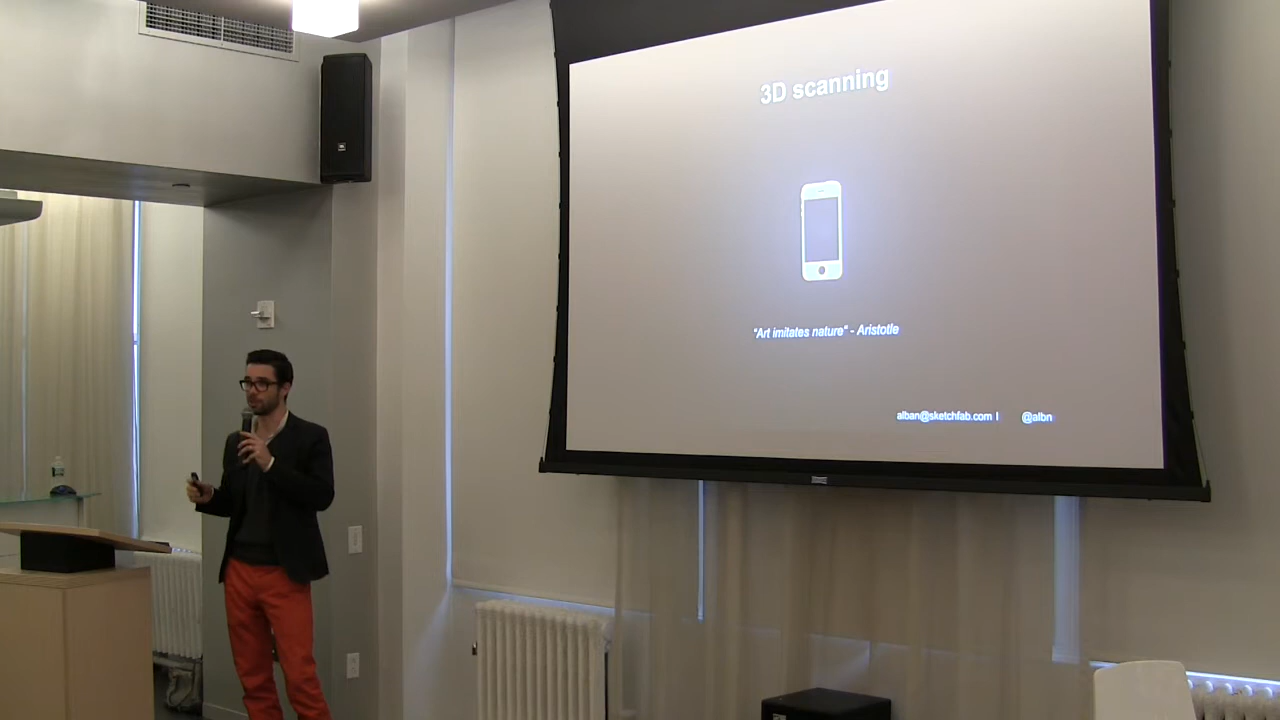 3D scanning
"Art imitates nature" - Aristotle
alban@sketchfab.com | @albn